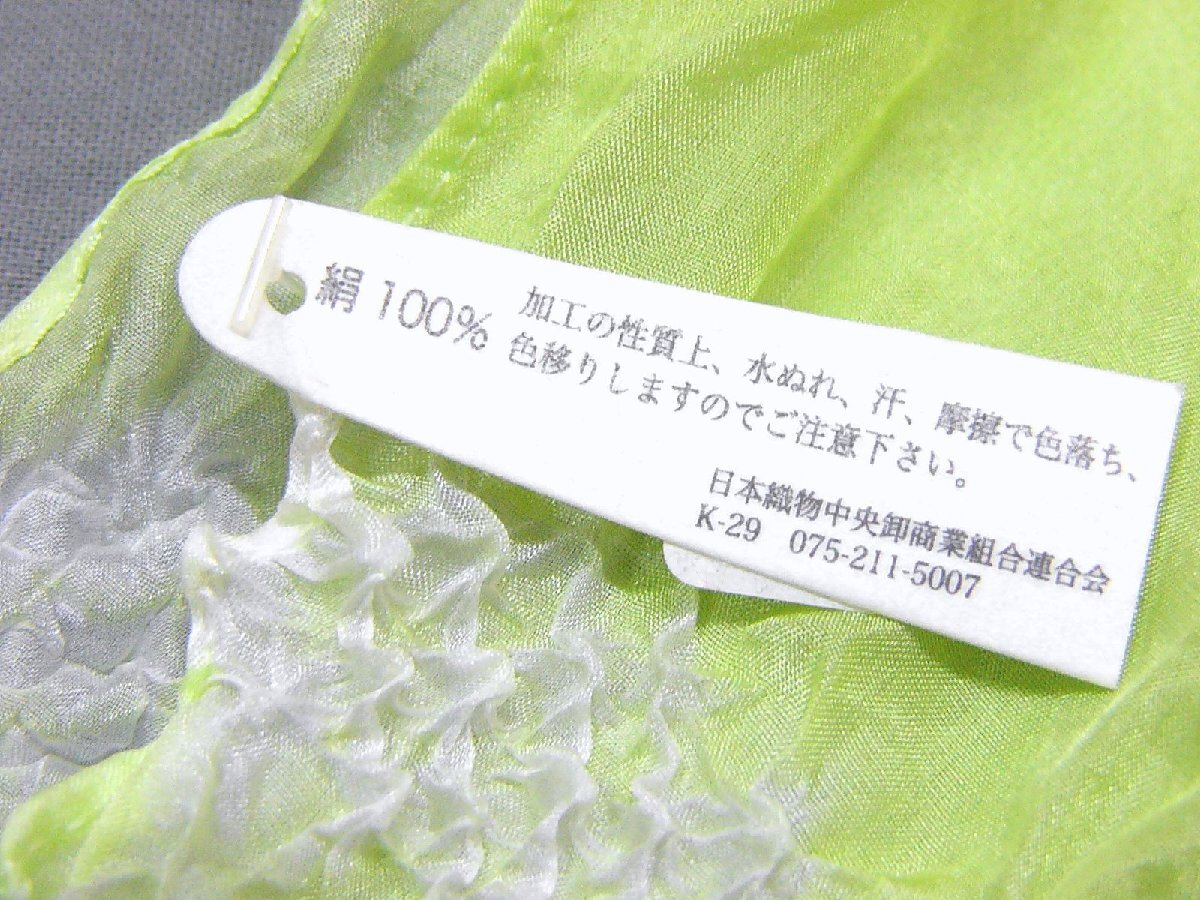 絹 100%
加工の性質上、水ぬれ、汗、摩擦で色落ち、
色移りしますのでご注意下さい。
日本織物中央卸商業組合連合会
K-29 075-211-5007